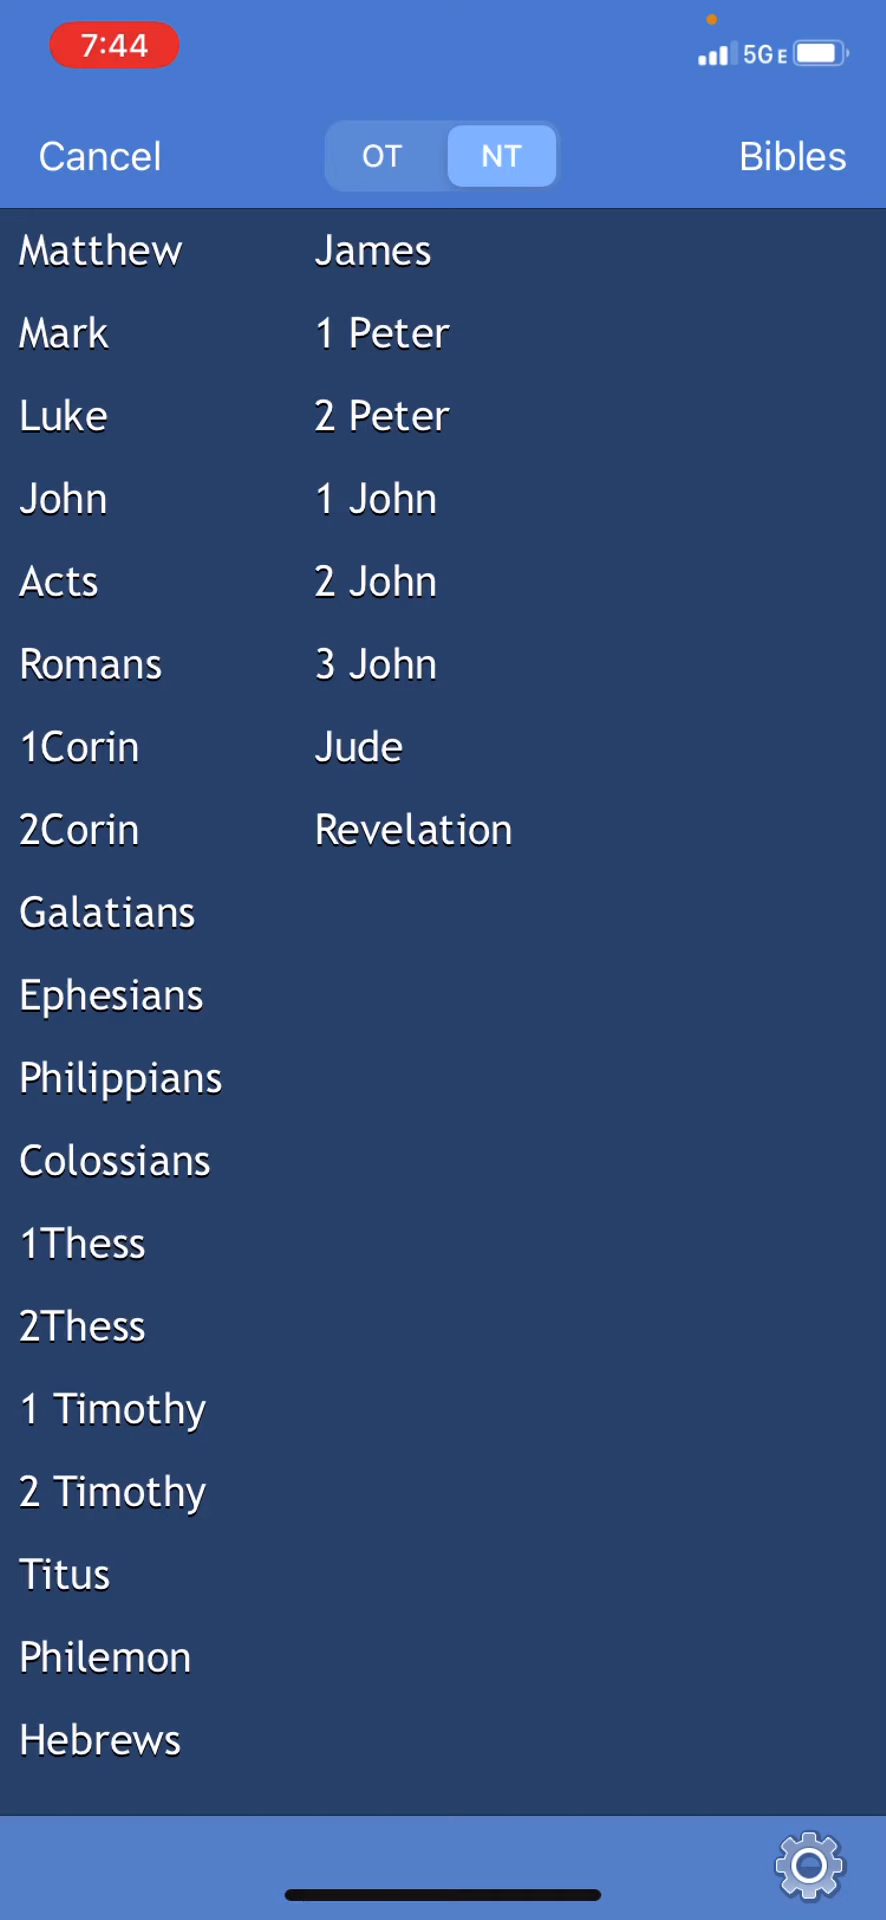 7:44
5GE
Cancel
OT
NT
Bibles
Matthew
Mark
Luke
John
Acts
Romans
1Corin
2Corin
Galatians
Ephesians
Philippians
Colossians
1Thess
2Thess
1 Timothy
2 Timothy
Titus
Philemon
Hebrews
James
1 Peter
2 Peter
1 John
2 John
3 John
Jude
Revelation